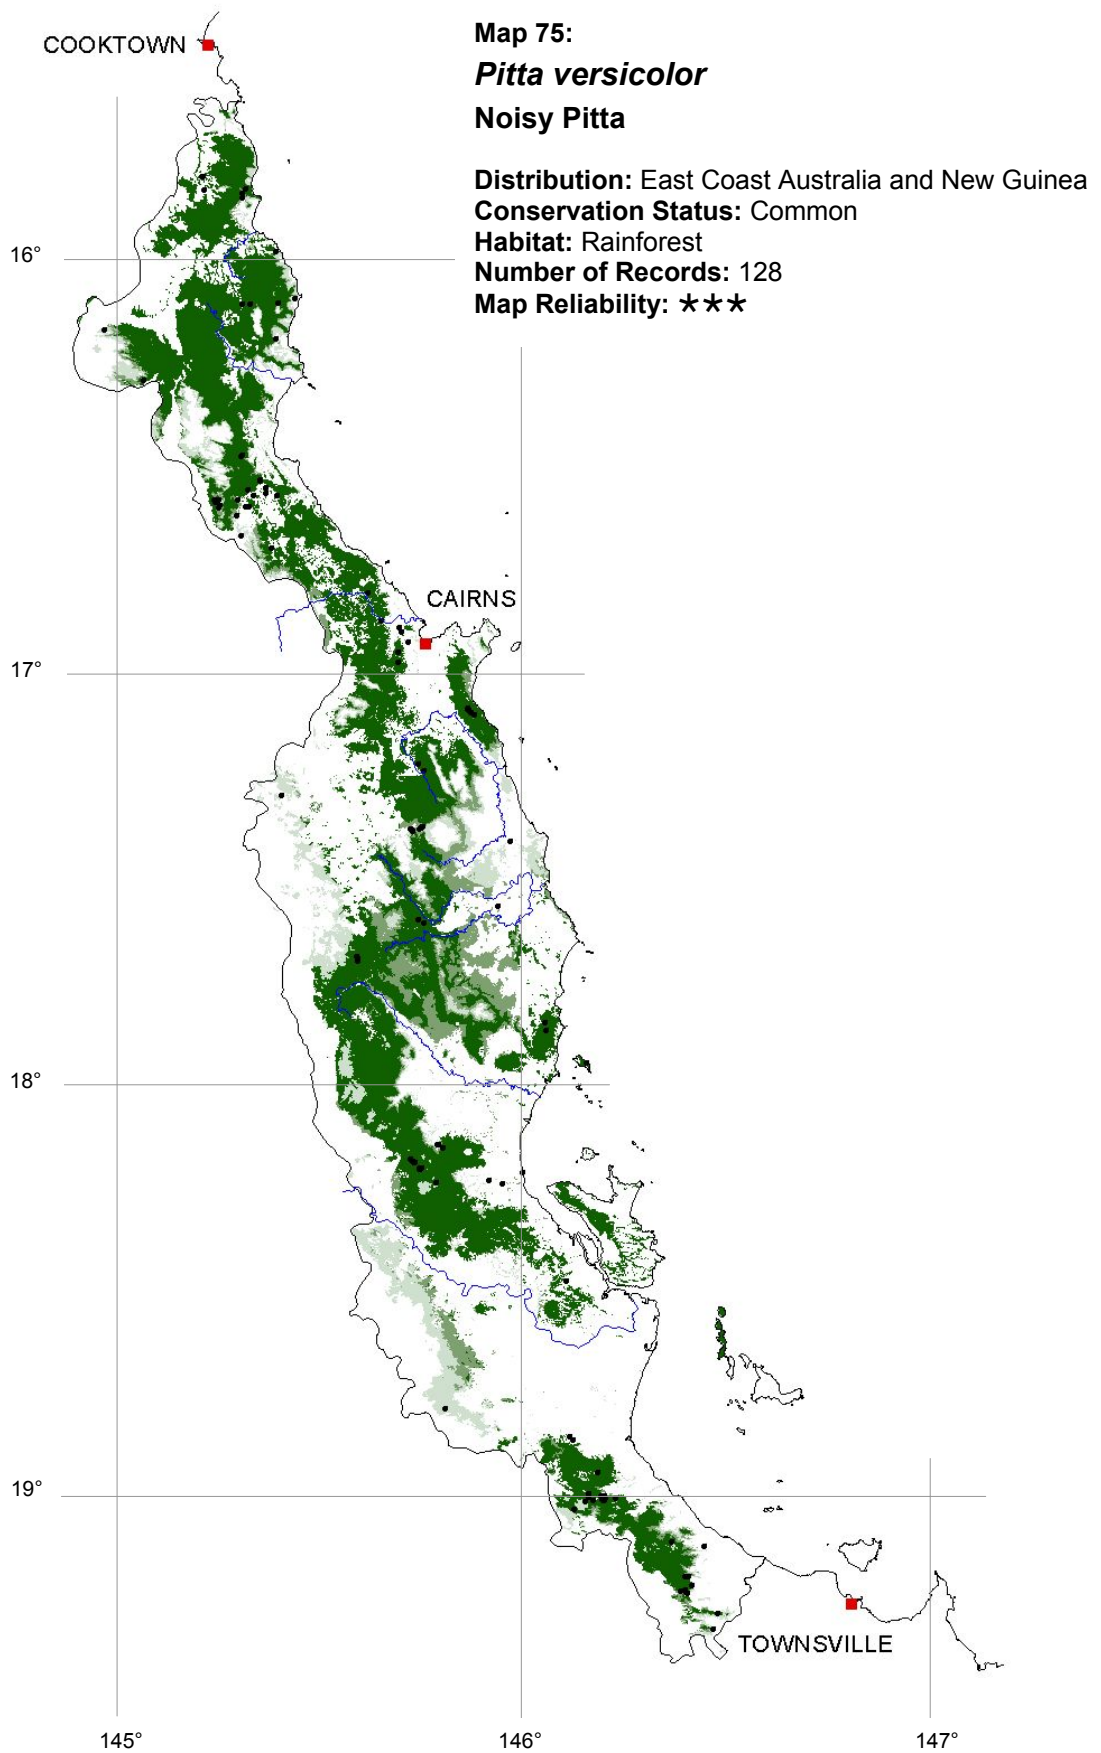 COOKTOWN
Map 75:
Pitta versicolor
Noisy Pitta
Distribution: East Coast Australia and New Guinea
Conservation Status: Common
Habitat: Rainforest
Number of Records: 128
Map Reliability: ★★★
16°
CAIRNS
17°
18°
19°
TOWNSVILLE
145°
146°
147°